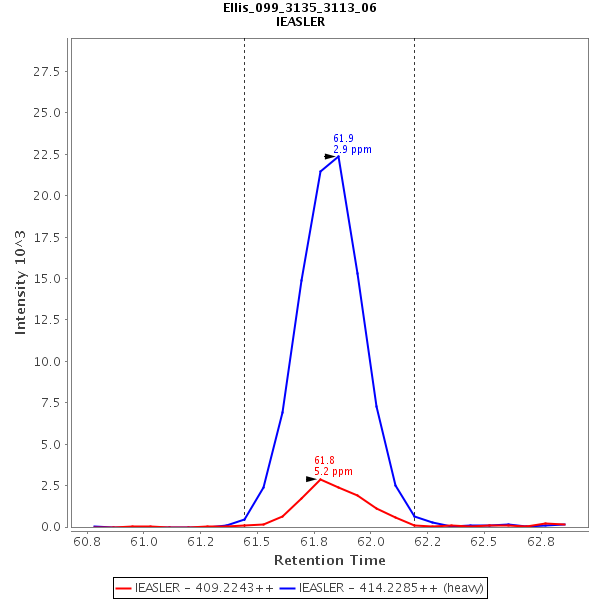 Ellis_099_3135_3113_06
IEASLER
Intensity 10^3
27.5
25.0
22.5
20.0
17.5
15.0
12.5
10.0
7.5
5.0
2.5
0.0
61.9
2.9 ppm
61.8
5.2 ppm
60.8 61.0 61.2 61.5 61.8 62.0 62.2 62.5 62.8
Retention Time
IEASLER - 409.2243++ IEASLER - 414.2285++ (heavy)